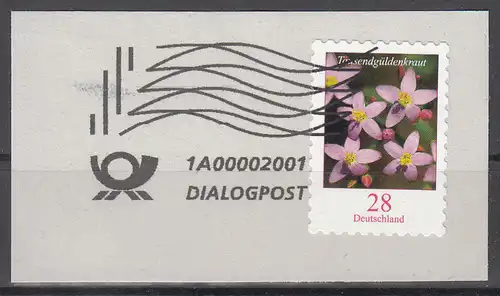 Tausendgüldenkraut
1A00002001
DIALOGPOST
28
Deutschland